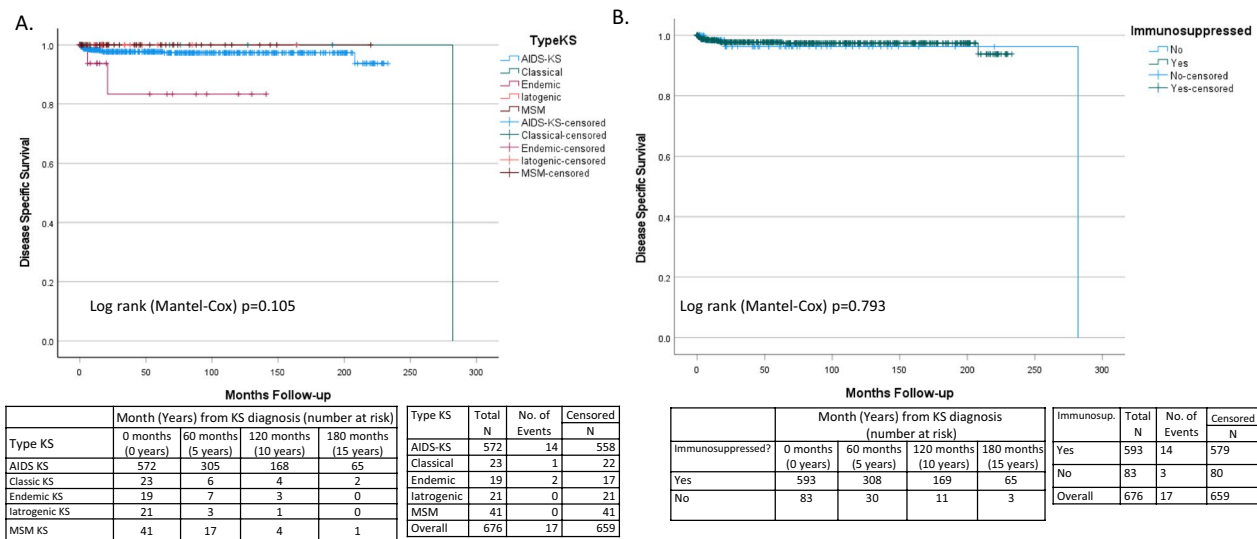 A.
1.0
0.8
0.6
0.4
0.2
0.0
Disease Specific Survival
0 50 100 150 200 250 300
Months Follow-up
Log rank (Mantel-Cox) p=0.105
TypeKS
AIDS-KS
Classical
Endemic
Iatogenic
MSM
AIDS-KS-censored
Classical-censored
Endemic-censored
Iatogenic-censored
MSM-censored
Month (Years) from KS diagnosis (number at risk)
Type KS 0 months (0 years) 60 months (5 years) 120 months (10 years) 180 months (15 years)
AIDS KS 572 305 168 65
Classic KS 23 6 4 2
Endemic KS 19 7 3 0
Iatrogenic KS 21 3 1 0
MSM KS 41 17 4 1
Type KS Total N No. of Events Censored N
AIDS-KS 572 14 558
Classical 23 1 22
Endemic 19 2 17
Iatrogenic 21 0 21
MSM 41 0 41
Overall 676 17 659
B.
1.0
0.8
0.6
0.4
0.2
0.0
Disease Specific Survival
0 50 100 150 200 250 300
Months Follow-up
Log rank (Mantel-Cox) p=0.793
Immunosuppressed
No
Yes
No-censored
Yes-censored
Month (Years) from KS diagnosis
(number at risk)
Immunosuppressed? 0 months (0 years) 60 months (5 years) 120 months (10 years) 180 months (15 years)
Yes 593 308 169 65
No 83 30 11 3
Immunosup. Total N No. of Events Censored N
Yes 593 14 579
No 83 3 80
Overall 676 17 659